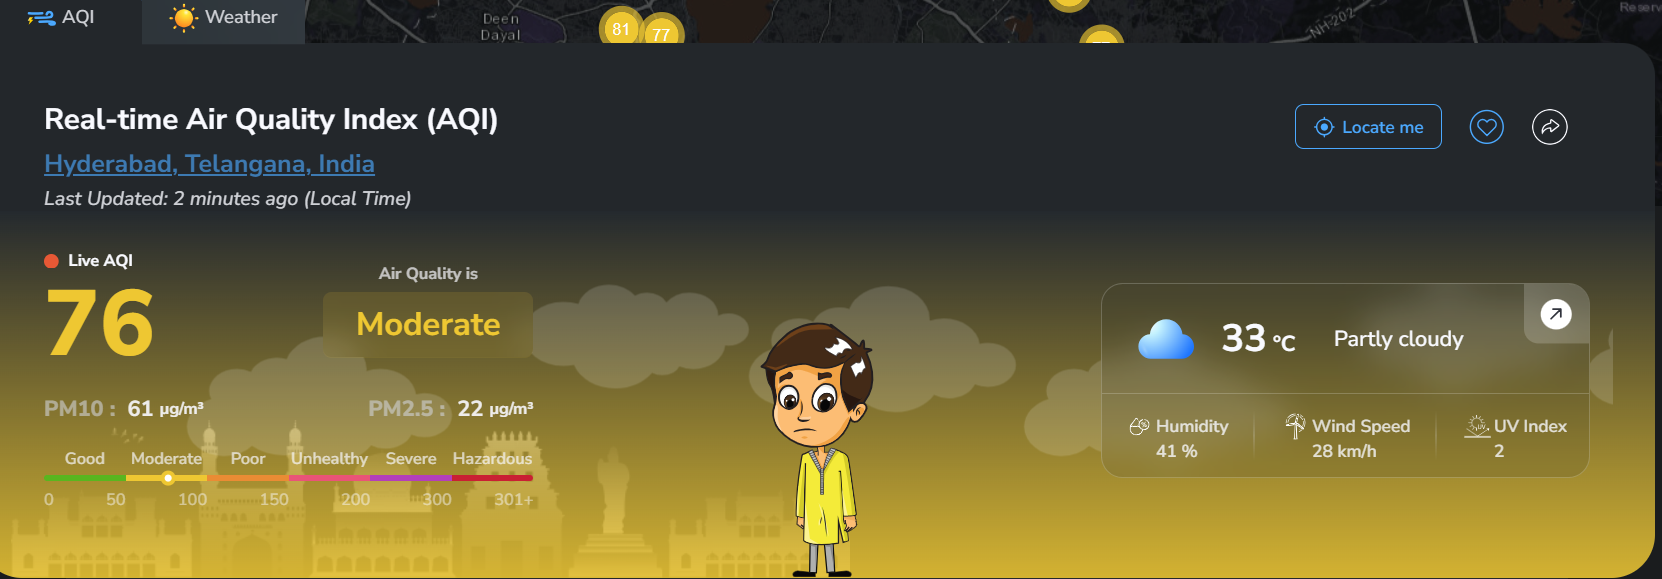 AQI
Weather
Deen
Dayal
81
77
NH 202
Reserv
Real-time Air Quality Index (AQI)
Locate me
Hyderabad, Telangana, India
Last Updated: 2 minutes ago (Local Time)
Live AQI
76
Air Quality is
Moderate
33 °C
Partly cloudy
PM10 : 61 µg/m³
PM2.5 : 22 µg/m³
Humidity
41 %
Wind Speed
28 km/h
UV Index
2
Good Moderate Poor Unhealthy Severe Hazardous
0 50 100 150 200 300 301+